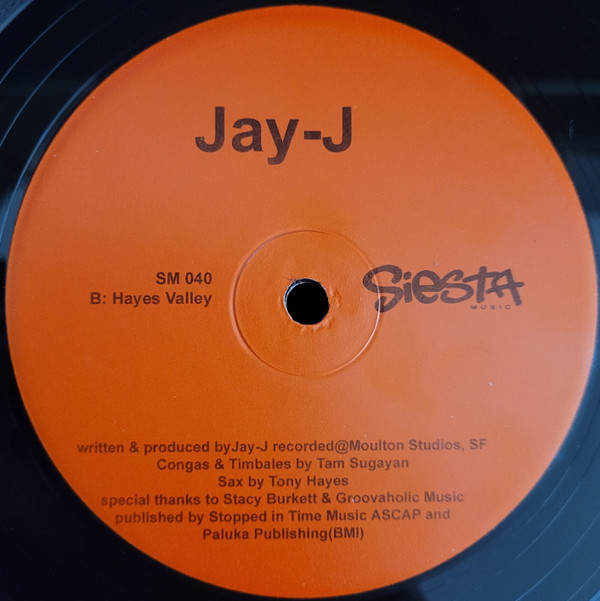 Jay-J
SM 040
B: Hayes Valley
SiestA
MUSIC
written & produced byJay-J recorded@Moulton Studios, SF
Congas & Timbales by Tam Sugayan
Sax by Tony Hayes
special thanks to Stacy Burkett & Groovaholic Music
published by Stopped in Time Music ASCAP and
Paluka Publishing(BMI)